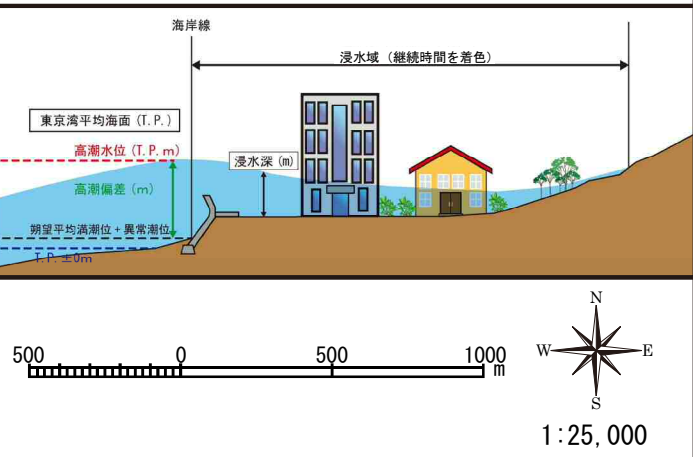 海岸線
浸水域（継続時間を着色）
東京湾平均海面（T.P.）
高潮水位（T.P. m）
浸水深（m）
高潮偏差（m）
朔望平均満潮位＋異常潮位
T.P. ±0m
N
500 0 500 1000
m
W E
S
1:25,000